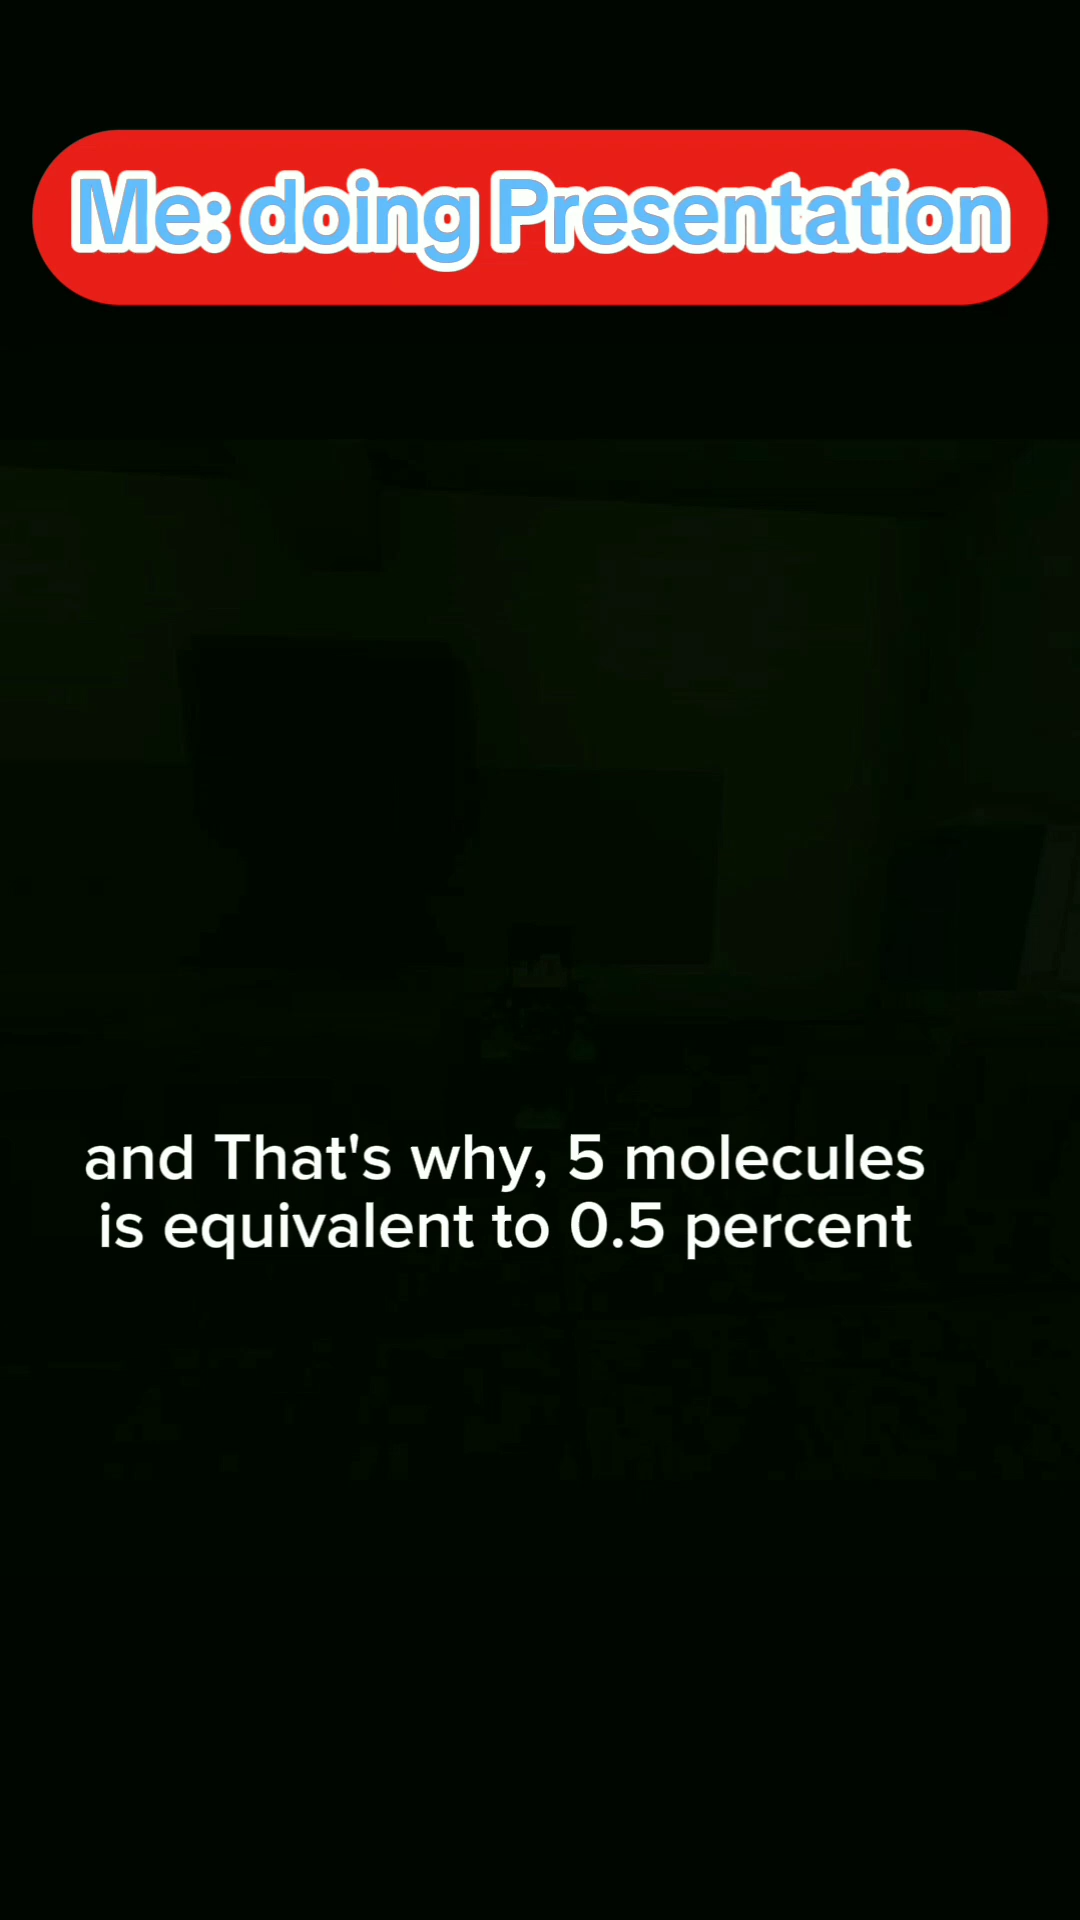 Me: doing Presentation
and That's why, 5 molecules
is equivalent to 0.5 percent